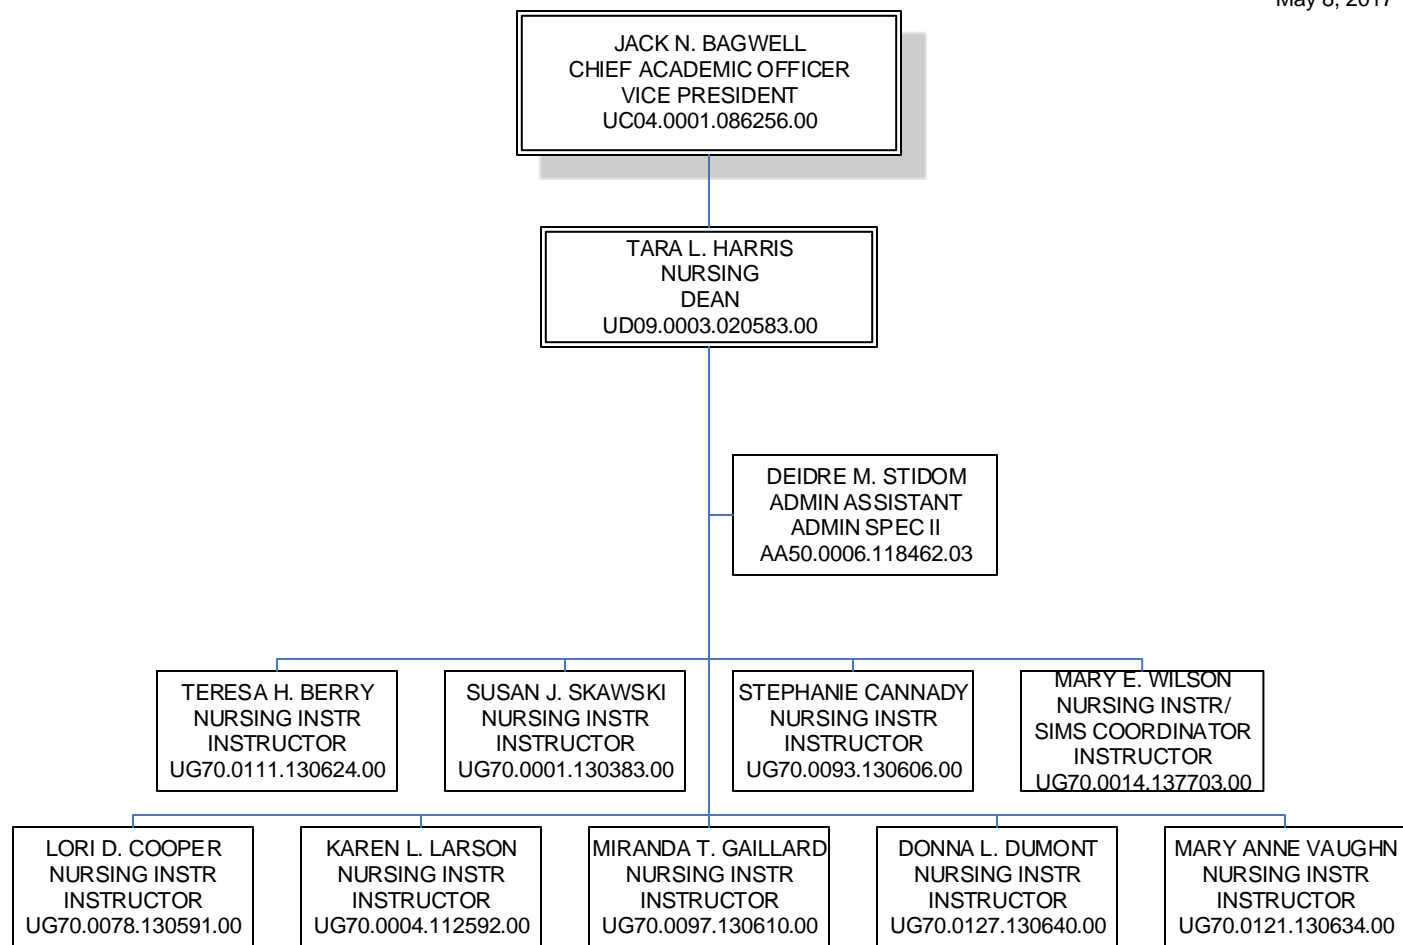 May 8, 2017
JACK N. BAGWELL
CHIEF ACADEMIC OFFICER
VICE PRESIDENT
UC04.0001.086256.00
TARA L. HARRIS
NURSING
DEAN
UD09.0003.020583.00
DEIDRE M. STIDOM
ADMIN ASSISTANT
ADMIN SPEC II
AA50.0006.118462.03
TERESA H. BERRY
NURSING INSTR
INSTRUCTOR
UG70.0111.130624.00
SUSAN J. SKAWSKI
NURSING INSTR
INSTRUCTOR
UG70.0001.130383.00
STEPHANIE CANNADY
NURSING INSTR
INSTRUCTOR
UG70.0093.130606.00
MARY E. WILSON
NURSING INSTR/
SIMS COORDINATOR
INSTRUCTOR
UG70.0014.137703.00
LORI D. COOPER
NURSING INSTR
INSTRUCTOR
UG70.0078.130591.00
KAREN L. LARSON
NURSING INSTR
INSTRUCTOR
UG70.0004.112592.00
MIRANDA T. GAILLARD
NURSING INSTR
INSTRUCTOR
UG70.0097.130610.00
DONNA L. DUMONT
NURSING INSTR
INSTRUCTOR
UG70.0127.130640.00
MARY ANNE VAUGHN
NURSING INSTR
INSTRUCTOR
UG70.0121.130634.00